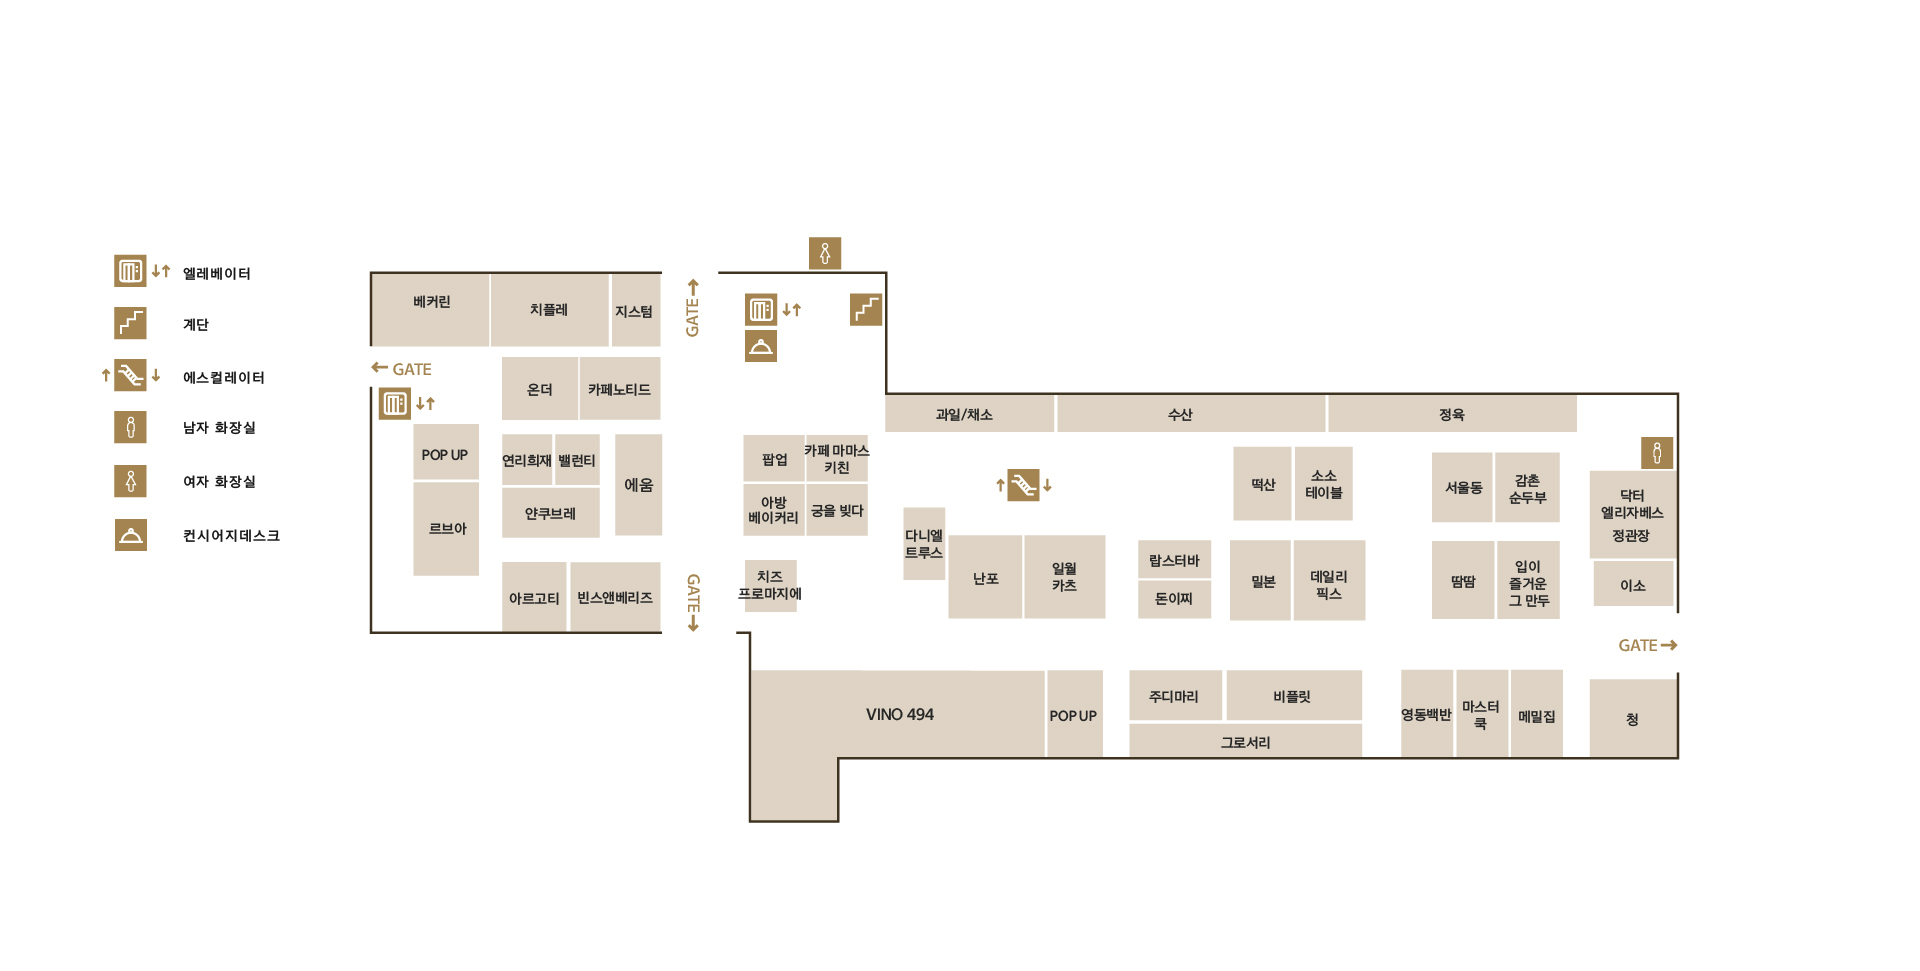 엘레베이터
계단
에스컬레이터
남자 화장실
여자 화장실
컨시어지데스크
베커린
치플레
지스텀
GATE
GATE
온더
카페노티드
POP UP
연리희재
밸런티
에움
르브아
얀쿠브레
아르고티
빈스앤베리즈
GATE
팝업
카페 마마스
키친
아방
베이커리
궁을 빚다
치즈
프로마지에
과일/채소
수산
정육
다니엘
트루스
난포
일월
카츠
떡산
소소
테이블
랍스터바
돈이찌
밀본
데일리
픽스
서울동
감촌
순두부
땀땀
입이
즐거운
그 만두
닥터
엘리자베스
정관장
이소
GATE
VINO 494
POP UP
주디마리
비플릿
그로서리
영동백반
마스터
쿡
메밀집
청